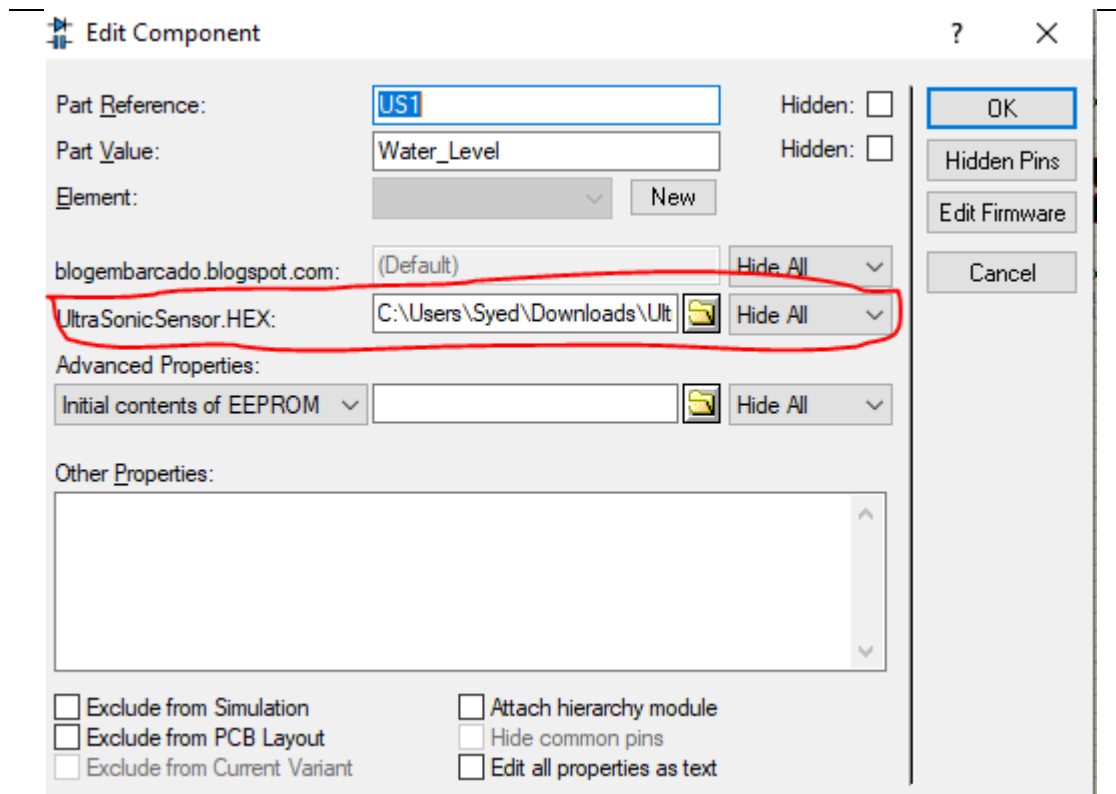 Edit Component ?
Part Reference: US1 Hidden: OK
Part Value: Water_Level Hidden: Hidden Pins
Element: New Edit Firmware
blogembarcado.blogspot.com: (Default) Hide All Cancel
UltraSonicSensor.HEX: C:\Users\Syed\Downloads\Ult Hide All
Advanced Properties:
Initial contents of EEPROM Hide All
Other Properties:
Exclude from Simulation Attach hierarchy module
Exclude from PCB Layout Hide common pins
Exclude from Current Variant Edit all properties as text